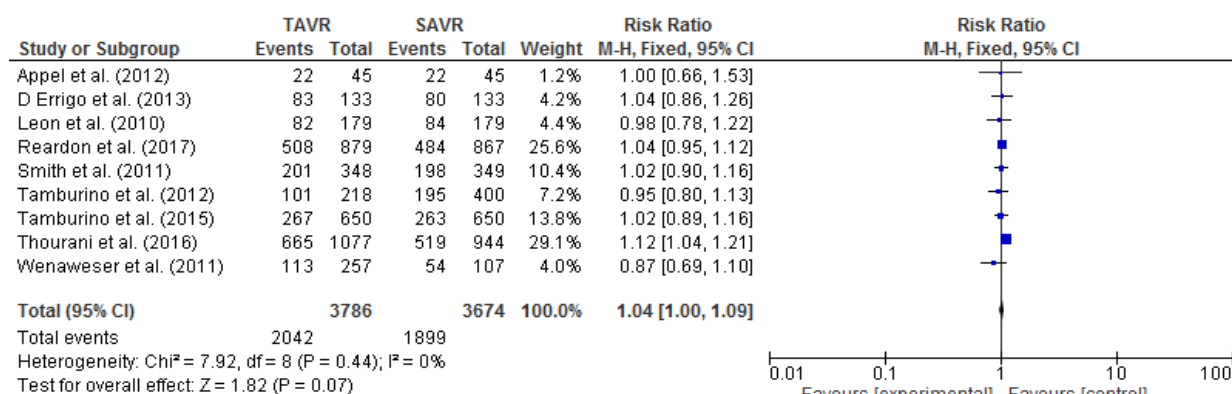 TAVR SAVR Risk Ratio Risk Ratio
Study or Subgroup Events Total Events Total Weight M-H, Fixed, 95% CI M-H, Fixed, 95% CI
Appel et al. (2012) 22 45 22 45 1.2% 1.00 [0.66, 1.53]
D Errigo et al. (2013) 83 133 80 133 4.2% 1.04 [0.86, 1.26]
Leon et al. (2010) 82 179 84 179 4.4% 0.98 [0.78, 1.22]
Reardon et al. (2017) 508 879 484 867 25.6% 1.04 [0.95, 1.12]
Smith et al. (2011) 201 348 198 349 10.4% 1.02 [0.90, 1.16]
Tamburino et al. (2012) 101 218 195 400 7.2% 0.95 [0.80, 1.13]
Tamburino et al. (2015) 267 650 263 650 13.8% 1.02 [0.89, 1.16]
Thourani et al. (2016) 665 1077 519 944 29.1% 1.12 [1.04, 1.21]
Wenaweser et al. (2011) 113 257 54 107 4.0% 0.87 [0.69, 1.10]
Total (95% CI) 3786 3674 100.0% 1.04 [1.00, 1.09]
Total events 2042 1899
Heterogeneity: Chi² = 7.92, df = 8 (P = 0.44); I² = 0%
Test for overall effect: Z = 1.82 (P = 0.07)
0.01 0.1 1 10 100
Favours [experimental] Favours [control]